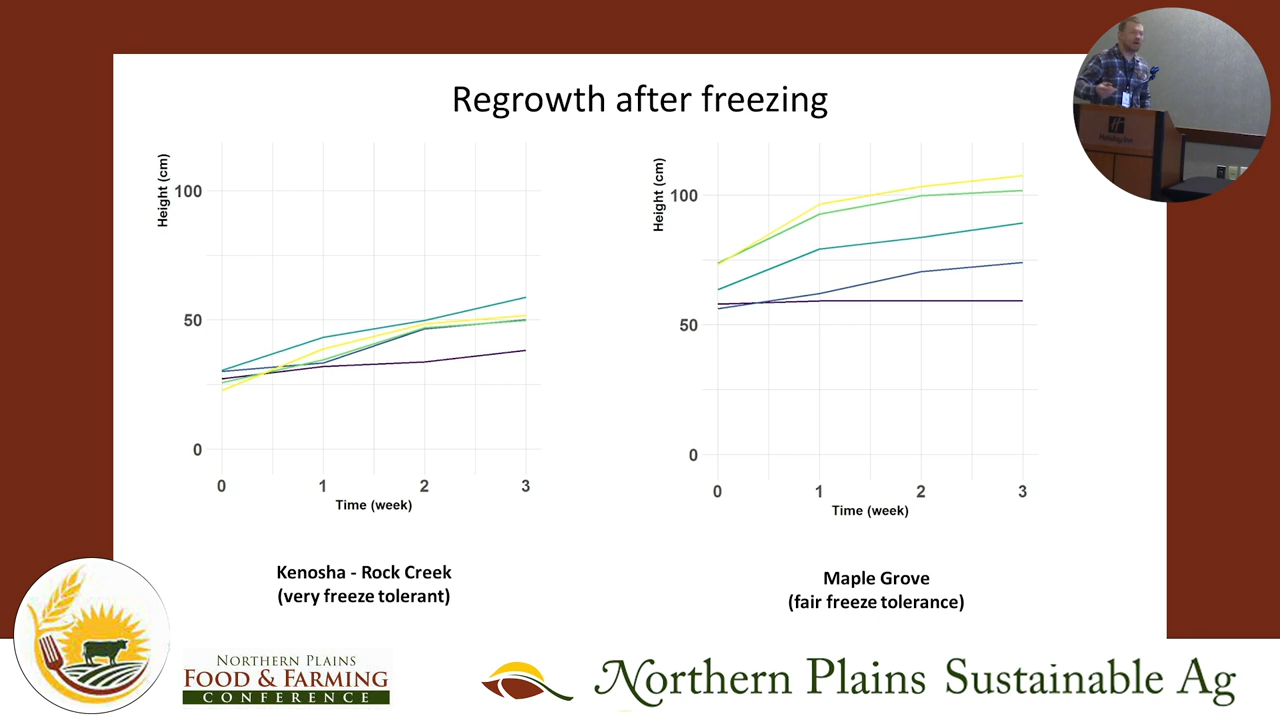 Regrowth after freezing
Height (cm)
100
50
0
0 1 2 3
Time (week)
Kenosha - Rock Creek
(very freeze tolerant)
Height (cm)
100
50
0
0 1 2 3
Time (week)
Maple Grove
(fair freeze tolerance)
Holiday Inn
NORTHERN PLAINS
FOOD & FARMING
CONFERENCE
Northern Plains Sustainable Ag